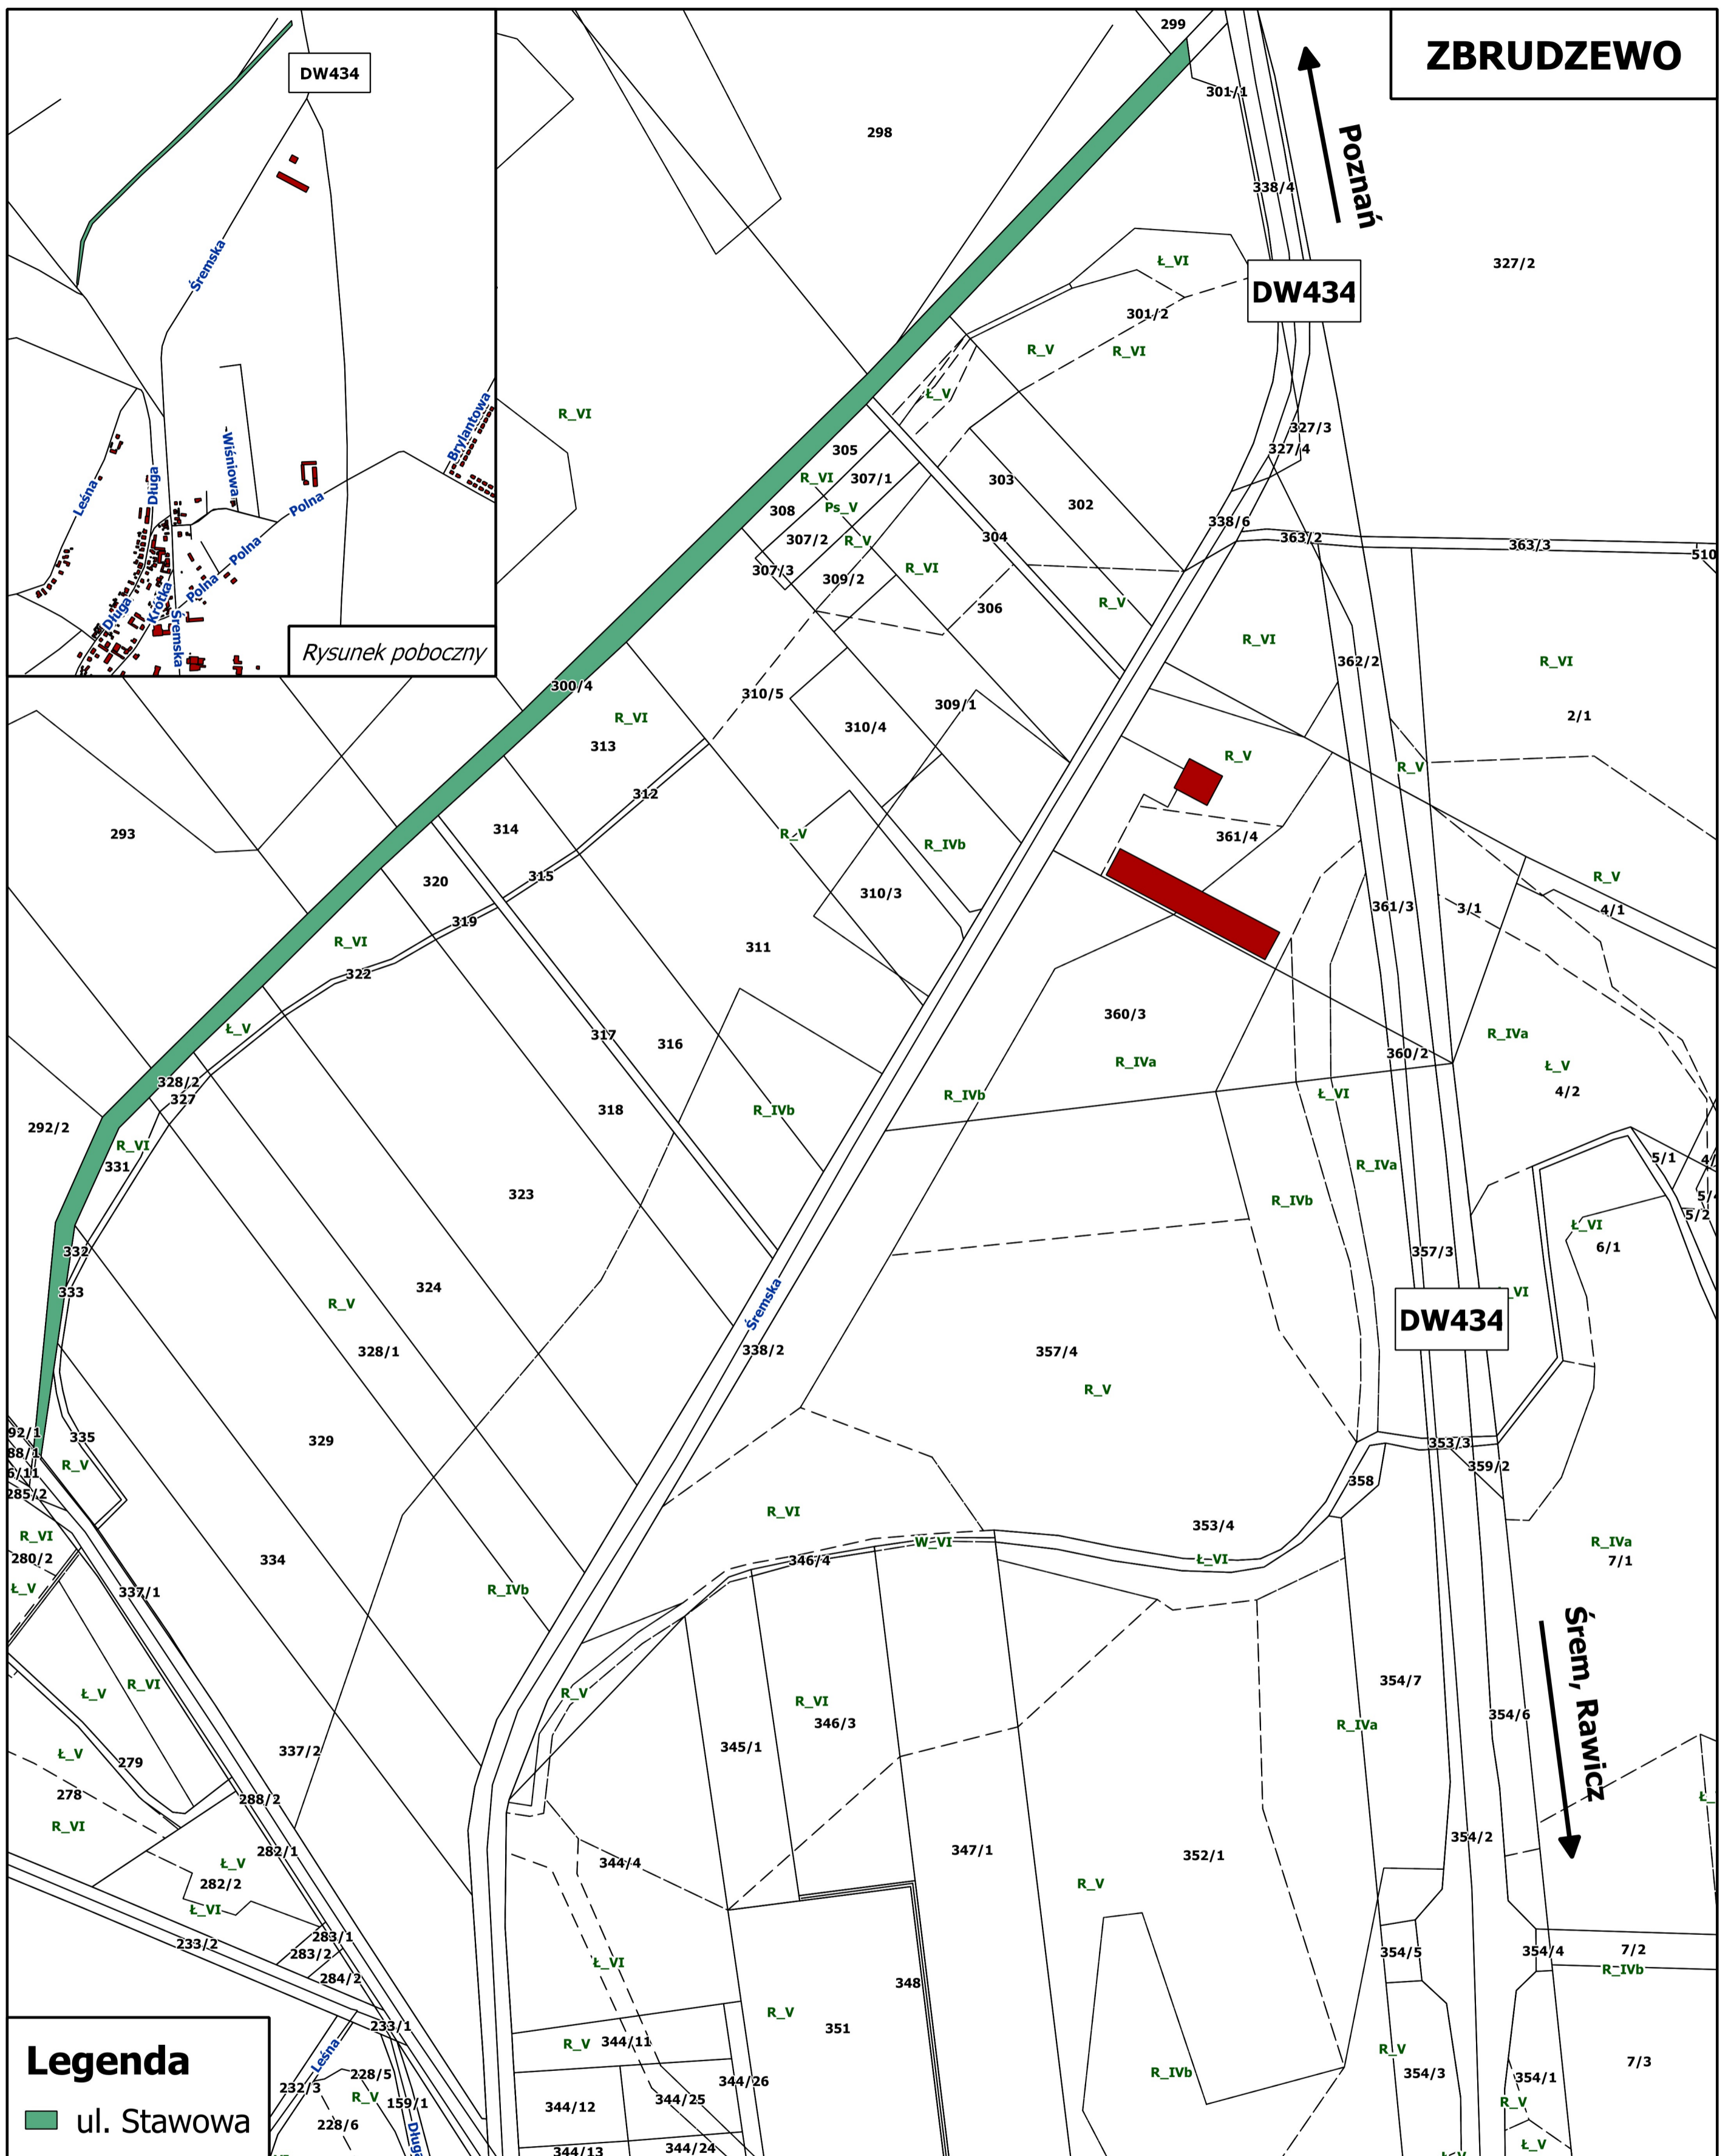 ZBRUDZEWO
DW434
Śremska
Wiśniowa
Brylantowa
Leśna
Długa
Polna
Polna
Polna
Długa
Krótka
Śremska
Rysunek poboczny
299
301/1
298
Poznań
338/4
Ł_VI
327/2
DW434
301/2
R_V
R_VI
Ł_V
R_VI
327/3
327/4
305
R_VI
307/1
303
302
Ps_V
308
338/6
307/2
R_V
304
363/2
363/3
510
307/3
309/2
R_VI
306
R_V
R_VI
362/2
R_VI
300/4
310/5
R_VI
309/1
2/1
313
310/4
R_V
R_V
312
293
314
R_V
R_IVb
361/4
320
315
R_V
310/3
361/3
3/1
4/1
319
R_VI
311
322
360/3
Ł_V
317
316
R_IVa
360/2
R_IVa
Ł_V
328/2
327
4/2
318
R_IVb
R_IVb
Ł_VI
292/2
R_VI
331
5/1
R_IVa
323
R_IVb
5/2
Ł_VI
332
357/3
6/1
333
324
R_V
Śremska
DW434
328/1
338/2
357/4
R_V
92/1
335
329
88/1
353/3
6/11
R_V
359/2
358
285/2
R_VI
353/4
R_VI
W_VI
R_IVa
280/2
334
346/4
Ł_VI
7/1
Ł_V
337/1
R_IVb
Śrem, Rawicz
354/7
R_VI
Ł_V
R_V
R_VI
346/3
354/6
R_IVa
345/1
Ł_V
337/2
279
278
288/2
R_VI
354/2
282/1
347/1
352/1
Ł_V
344/4
282/2
R_V
Ł_VI
283/1
233/2
283/2
354/5
354/4
7/2
Ł_VI
R_IVb
284/2
348
R_V
233/1
351
344/11
R_V
Leśna
R_V
7/3
Legenda
228/5
R_IVb
354/3
354/1
232/3
344/26
R_V
159/1
344/25
R_V
344/12
228/6
ul. Stawowa
Długa
344/24
344/13
Ł_V